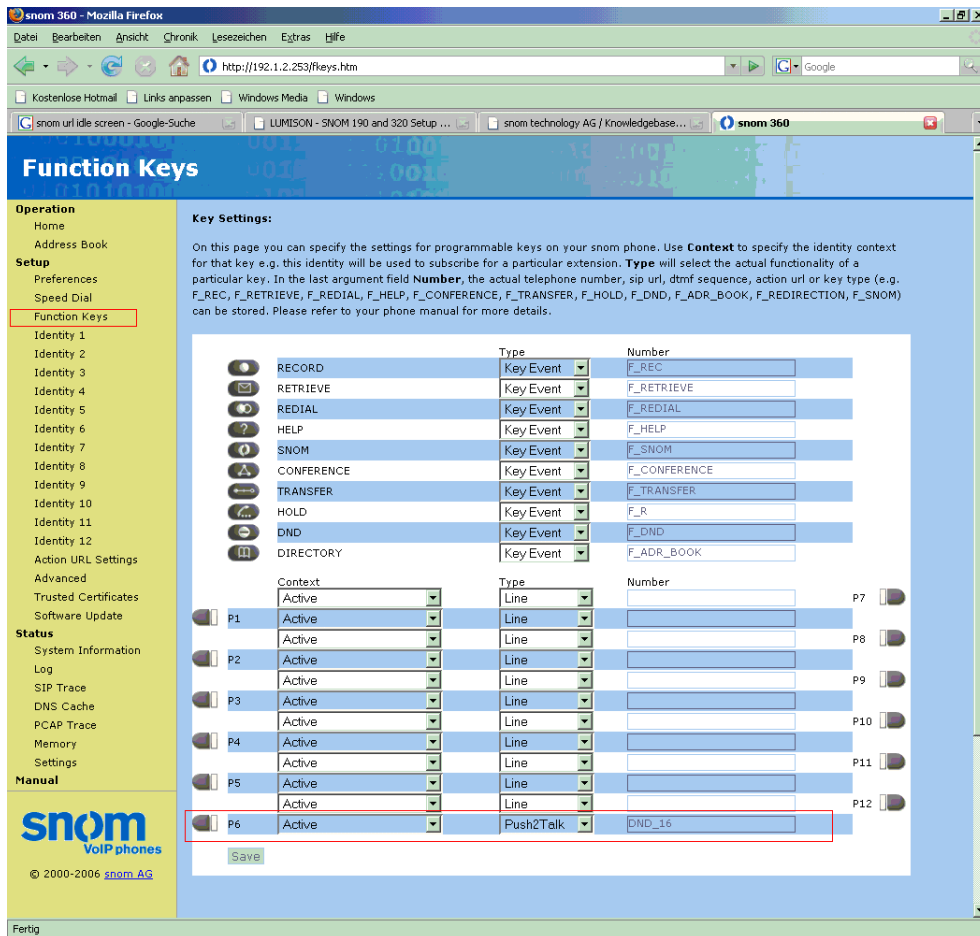 snom 360 - Mozilla Firefox
Datei Bearbeiten Ansicht Chronik Lesezeichen Extras Hilfe
http://192.1.2.253/fkeys.htm
G Google
Kostenlose Hotmail Links anpassen Windows Media Windows
snom url idle screen - Google-Suche LUMISON - SNOM 190 and 320 Setup ... snom technology AG / Knowledgebase... snom 360
Function Keys
Operation
Home
Address Book
Setup
Preferences
Speed Dial
Function Keys
Identity 1
Identity 2
Identity 3
Identity 4
Identity 5
Identity 6
Identity 7
Identity 8
Identity 9
Identity 10
Identity 11
Identity 12
Action URL Settings
Advanced
Trusted Certificates
Software Update
Status
System Information
Log
SIP Trace
DNS Cache
PCAP Trace
Memory
Settings
Manual
snom
VoIP phones
© 2000-2006 snom AG
Key Settings:
On this page you can specify the settings for programmable keys on your snom phone. Use Context to specify the identity context
for that key e.g. this identity will be used to subscribe for a particular extension. Type will select the actual functionality of a
particular key. In the last argument field Number, the actual telephone number, sip url, dtmf sequence, action url or key type (e.g.
F_REC, F_RETRIEVE, F_REDIAL, F_HELP, F_CONFERENCE, F_TRANSFER, F_HOLD, F_DND, F_ADR_BOOK, F_REDIRECTION, F_SNOM)
can be stored. Please refer to your phone manual for more details.
Type Number
RECORD Key Event F_REC
RETRIEVE Key Event F_RETRIEVE
REDIAL Key Event F_REDIAL
HELP Key Event F_HELP
SNOM Key Event F_SNOM
CONFERENCE Key Event F_CONFERENCE
TRANSFER Key Event F_TRANSFER
HOLD Key Event F_R
DND Key Event F_DND
DIRECTORY Key Event F_ADR_BOOK
Context Type Number
Active Line P7
P1 Active Line
Active Line P8
P2 Active Line
Active Line P9
P3 Active Line
Active Line P10
P4 Active Line
Active Line P11
P5 Active Line
Active Line P12
P6 Active Push2Talk DND_16
Save
Fertig